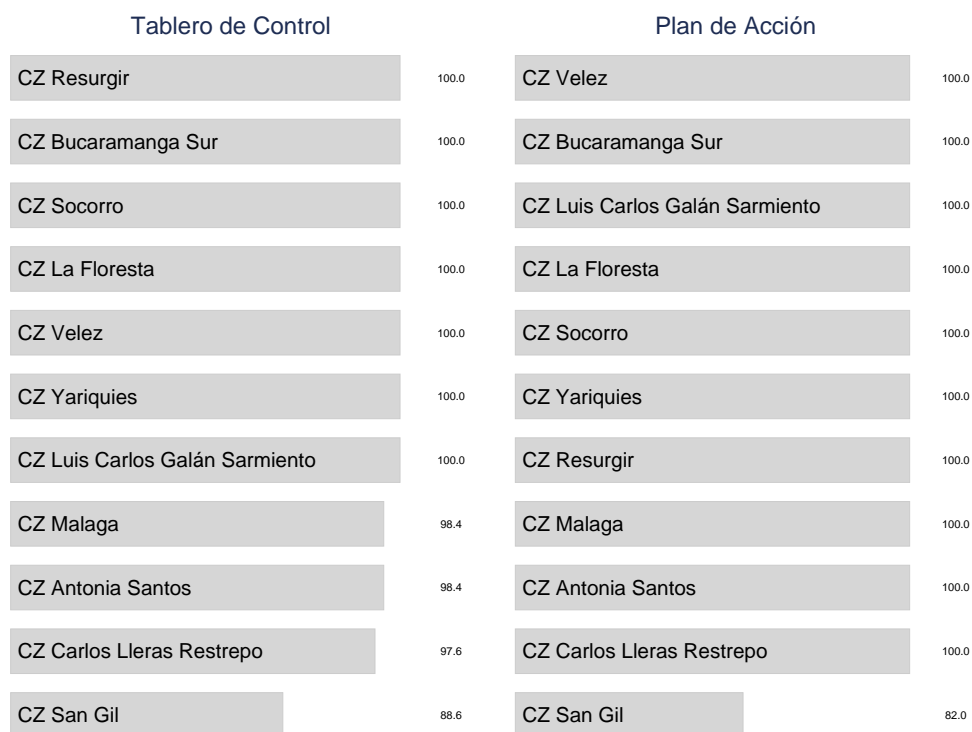 Tablero de Control
CZ Resurgir 100.0
CZ Bucaramanga Sur 100.0
CZ Socorro 100.0
CZ La Floresta 100.0
CZ Velez 100.0
CZ Yariquies 100.0
CZ Luis Carlos Galán Sarmiento 100.0
CZ Malaga 98.4
CZ Antonia Santos 98.4
CZ Carlos Lleras Restrepo 97.6
CZ San Gil 88.6
Plan de Acción
CZ Velez 100.0
CZ Bucaramanga Sur 100.0
CZ Luis Carlos Galán Sarmiento 100.0
CZ La Floresta 100.0
CZ Socorro 100.0
CZ Yariquies 100.0
CZ Resurgir 100.0
CZ Malaga 100.0
CZ Antonia Santos 100.0
CZ Carlos Lleras Restrepo 100.0
CZ San Gil 82.0